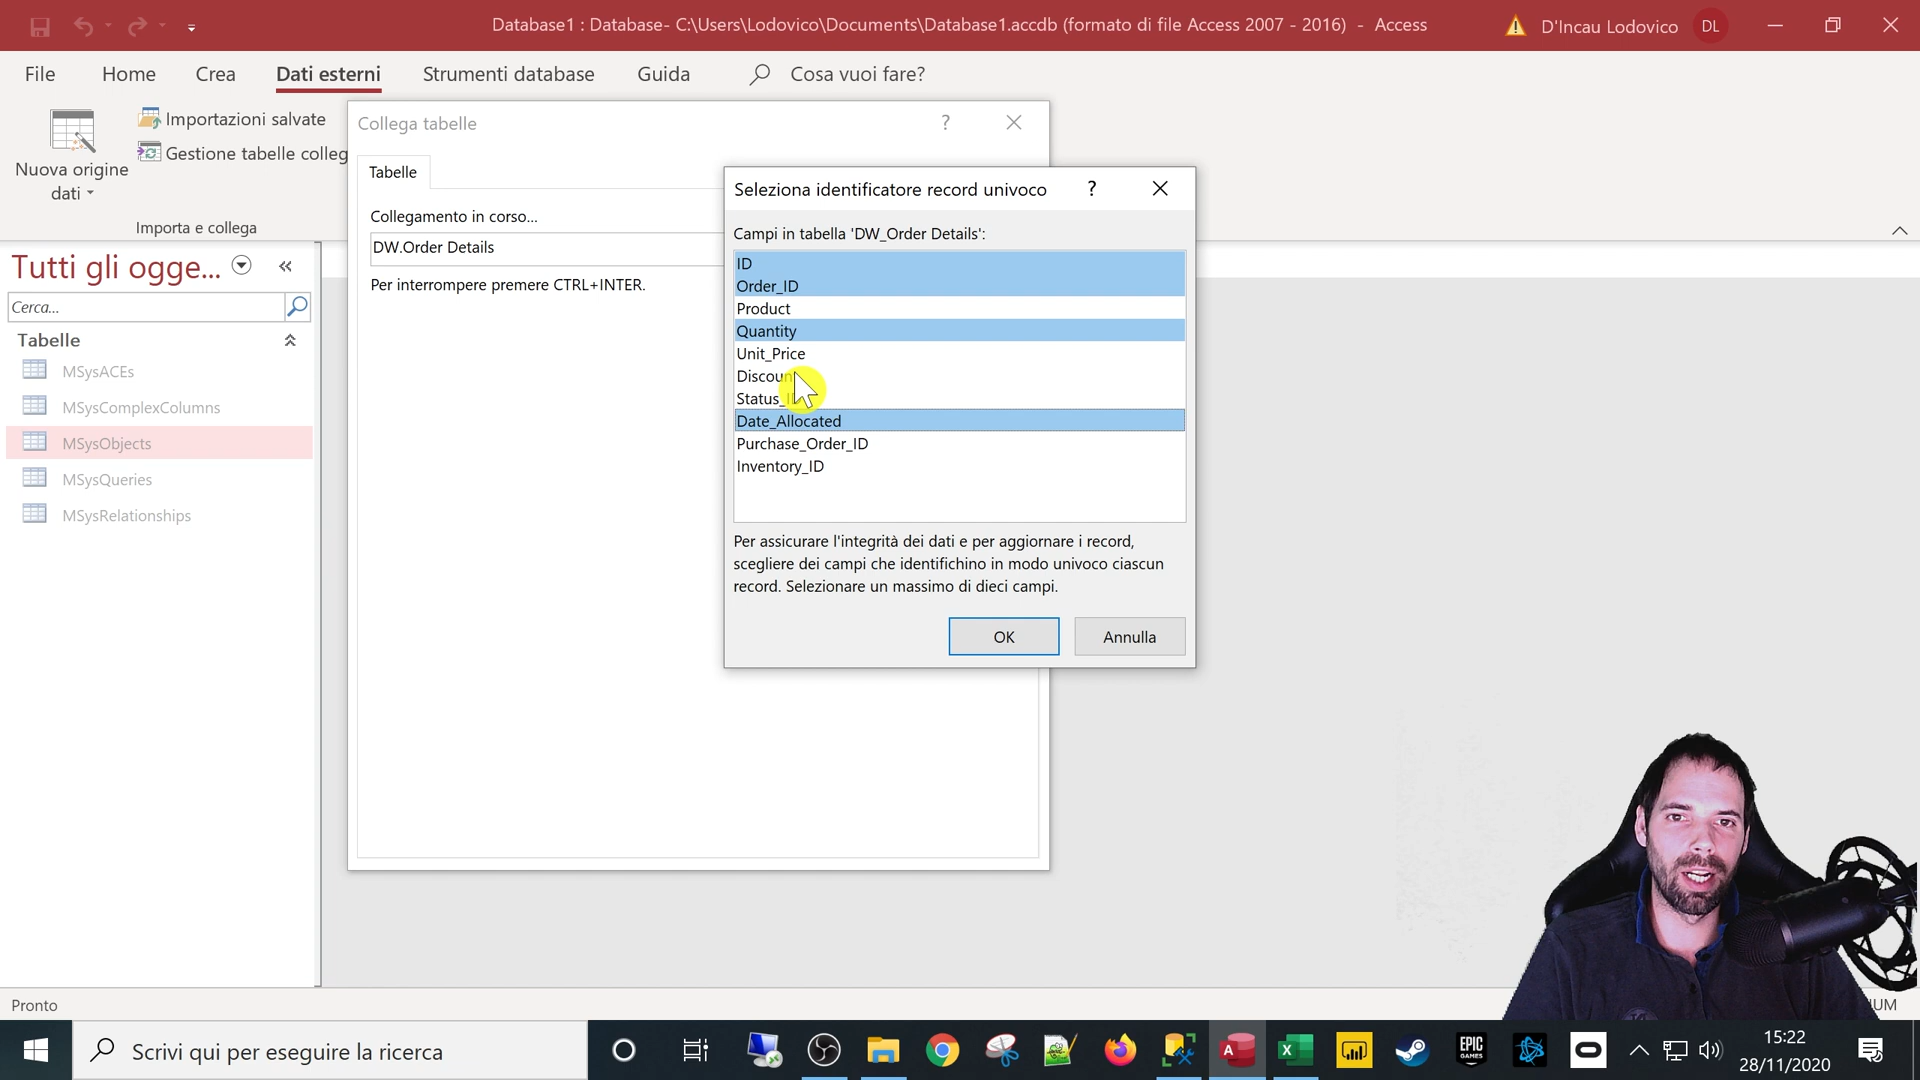 Database1 : Database- C:\Users\Lodovico\Documents\Database1.accdb (formato di file Access 2007 - 2016) - Access
D'Incau Lodovico
DL
File
Home
Crea
Dati esterni
Strumenti database
Guida
Cosa vuoi fare?
Nuova origine
dati
Importazioni salvate
Gestione tabelle colleg
Importa e collega
Collega tabelle
?
Tabelle
Collegamento in corso...
DW.Order Details
Per interrompere premere CTRL+INTER.
Seleziona identificatore record univoco
?
Campi in tabella 'DW_Order Details':
ID
Order_ID
Product
Quantity
Unit_Price
Discoun
Status_I
Date_Allocated
Purchase_Order_ID
Inventory_ID
Per assicurare l'integrità dei dati e per aggiornare i record,
scegliere dei campi che identifichino in modo univoco ciascun
record. Selezionare un massimo di dieci campi.
OK
Annulla
Tutti gli ogge...
Cerca...
Tabelle
MSysACEs
MSysComplexColumns
MSysObjects
MSysQueries
MSysRelationships
Pronto
UM
Scrivi qui per eseguire la ricerca
A
X
EPIC
GAMES
15:22
28/11/2020